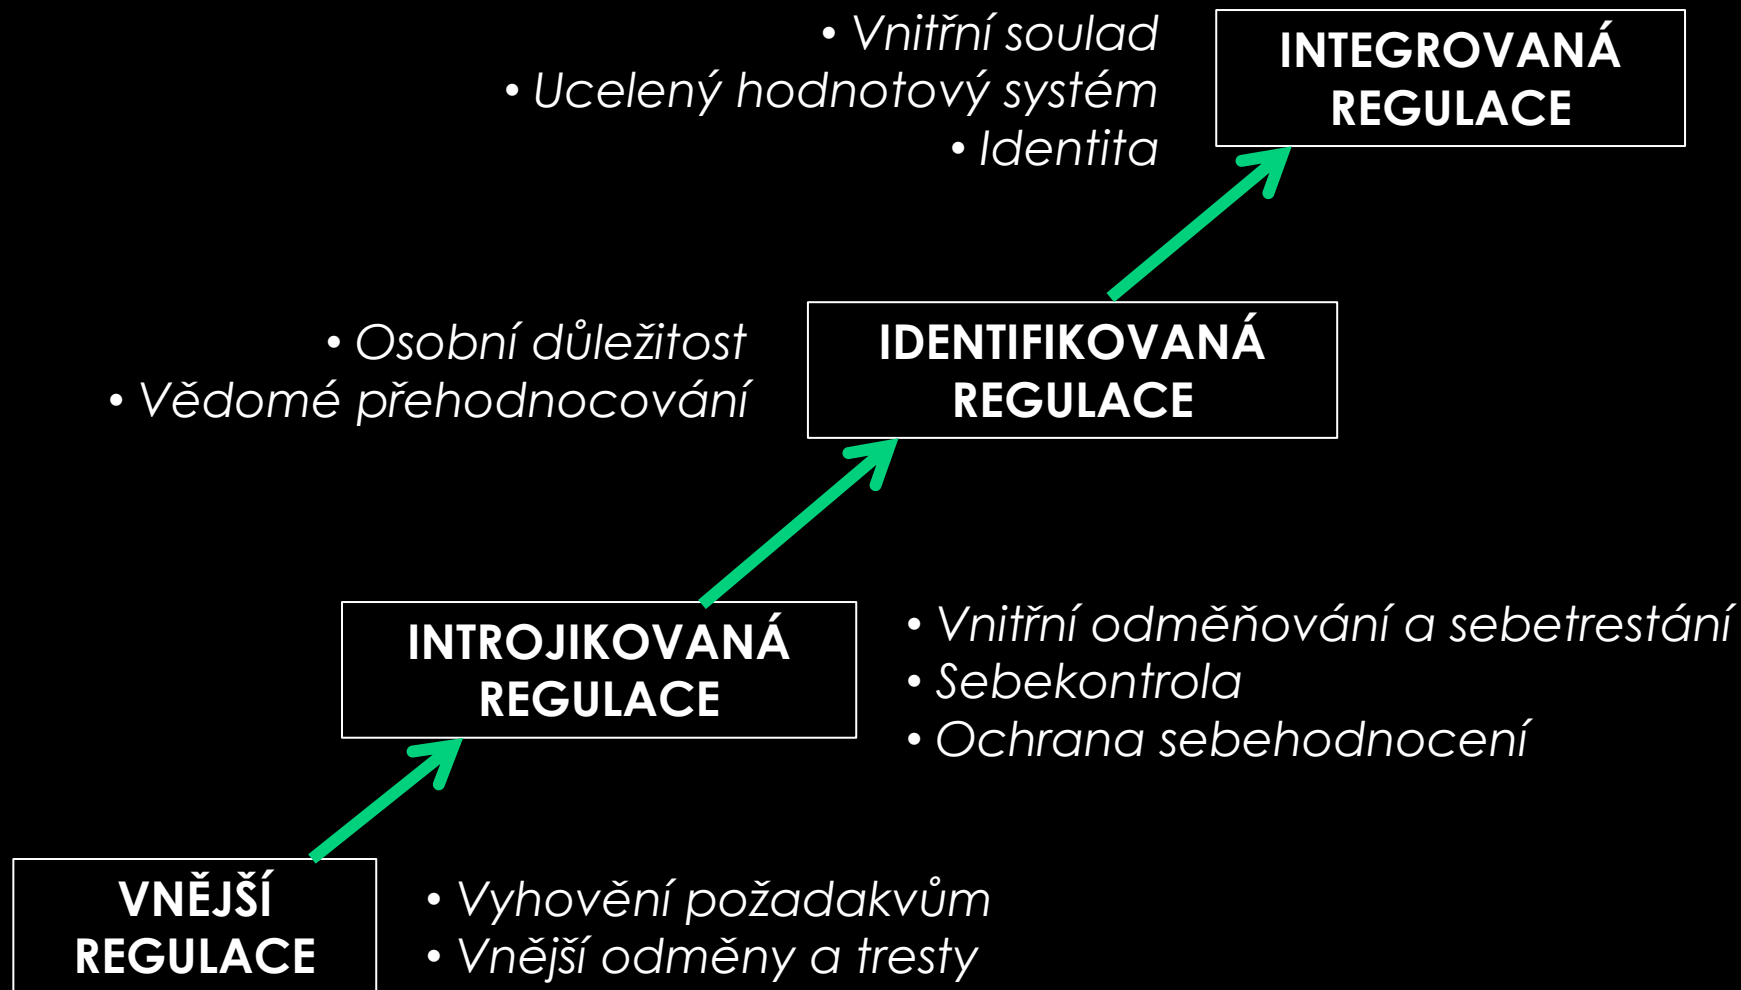 • Vnitřní soulad
• Ucelený hodnotový systém
• Identita
INTEGROVANÁ
REGULACE
• Osobní důležitost
• Vědomé přehodnocování
IDENTIFIKOVANÁ
REGULACE
INTROJIKOVANÁ
REGULACE
• Vnitřní odměňování a sebetrestání
• Sebekontrola
• Ochrana sebehodnocení
VNĚJŠÍ
REGULACE
• Vyhovění požadakvům
• Vnější odměny a tresty